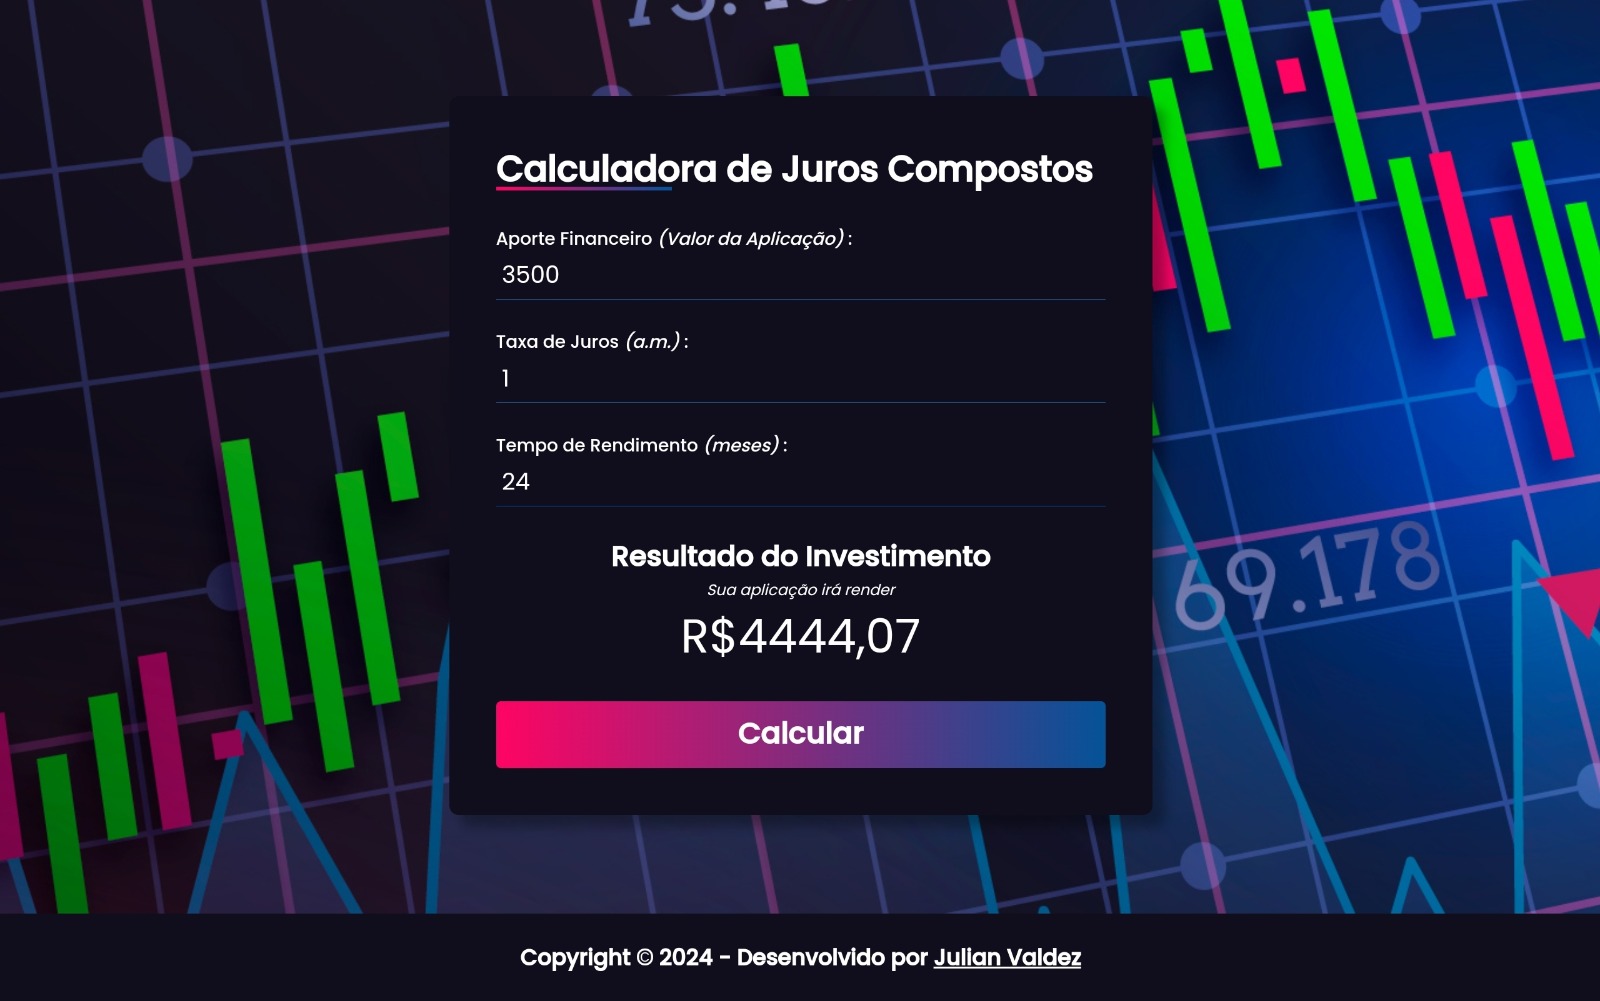 Calculadora de Juros Compostos
Aporte Financeiro (Valor da Aplicação) :
3500
Taxa de Juros (a.m.) :
1
Tempo de Rendimento (meses) :
24
Resultado do Investimento
Sua aplicação irá render
R$4444,07
69.178
Calcular
Copyright © 2024 - Desenvolvido por Julian Valdez